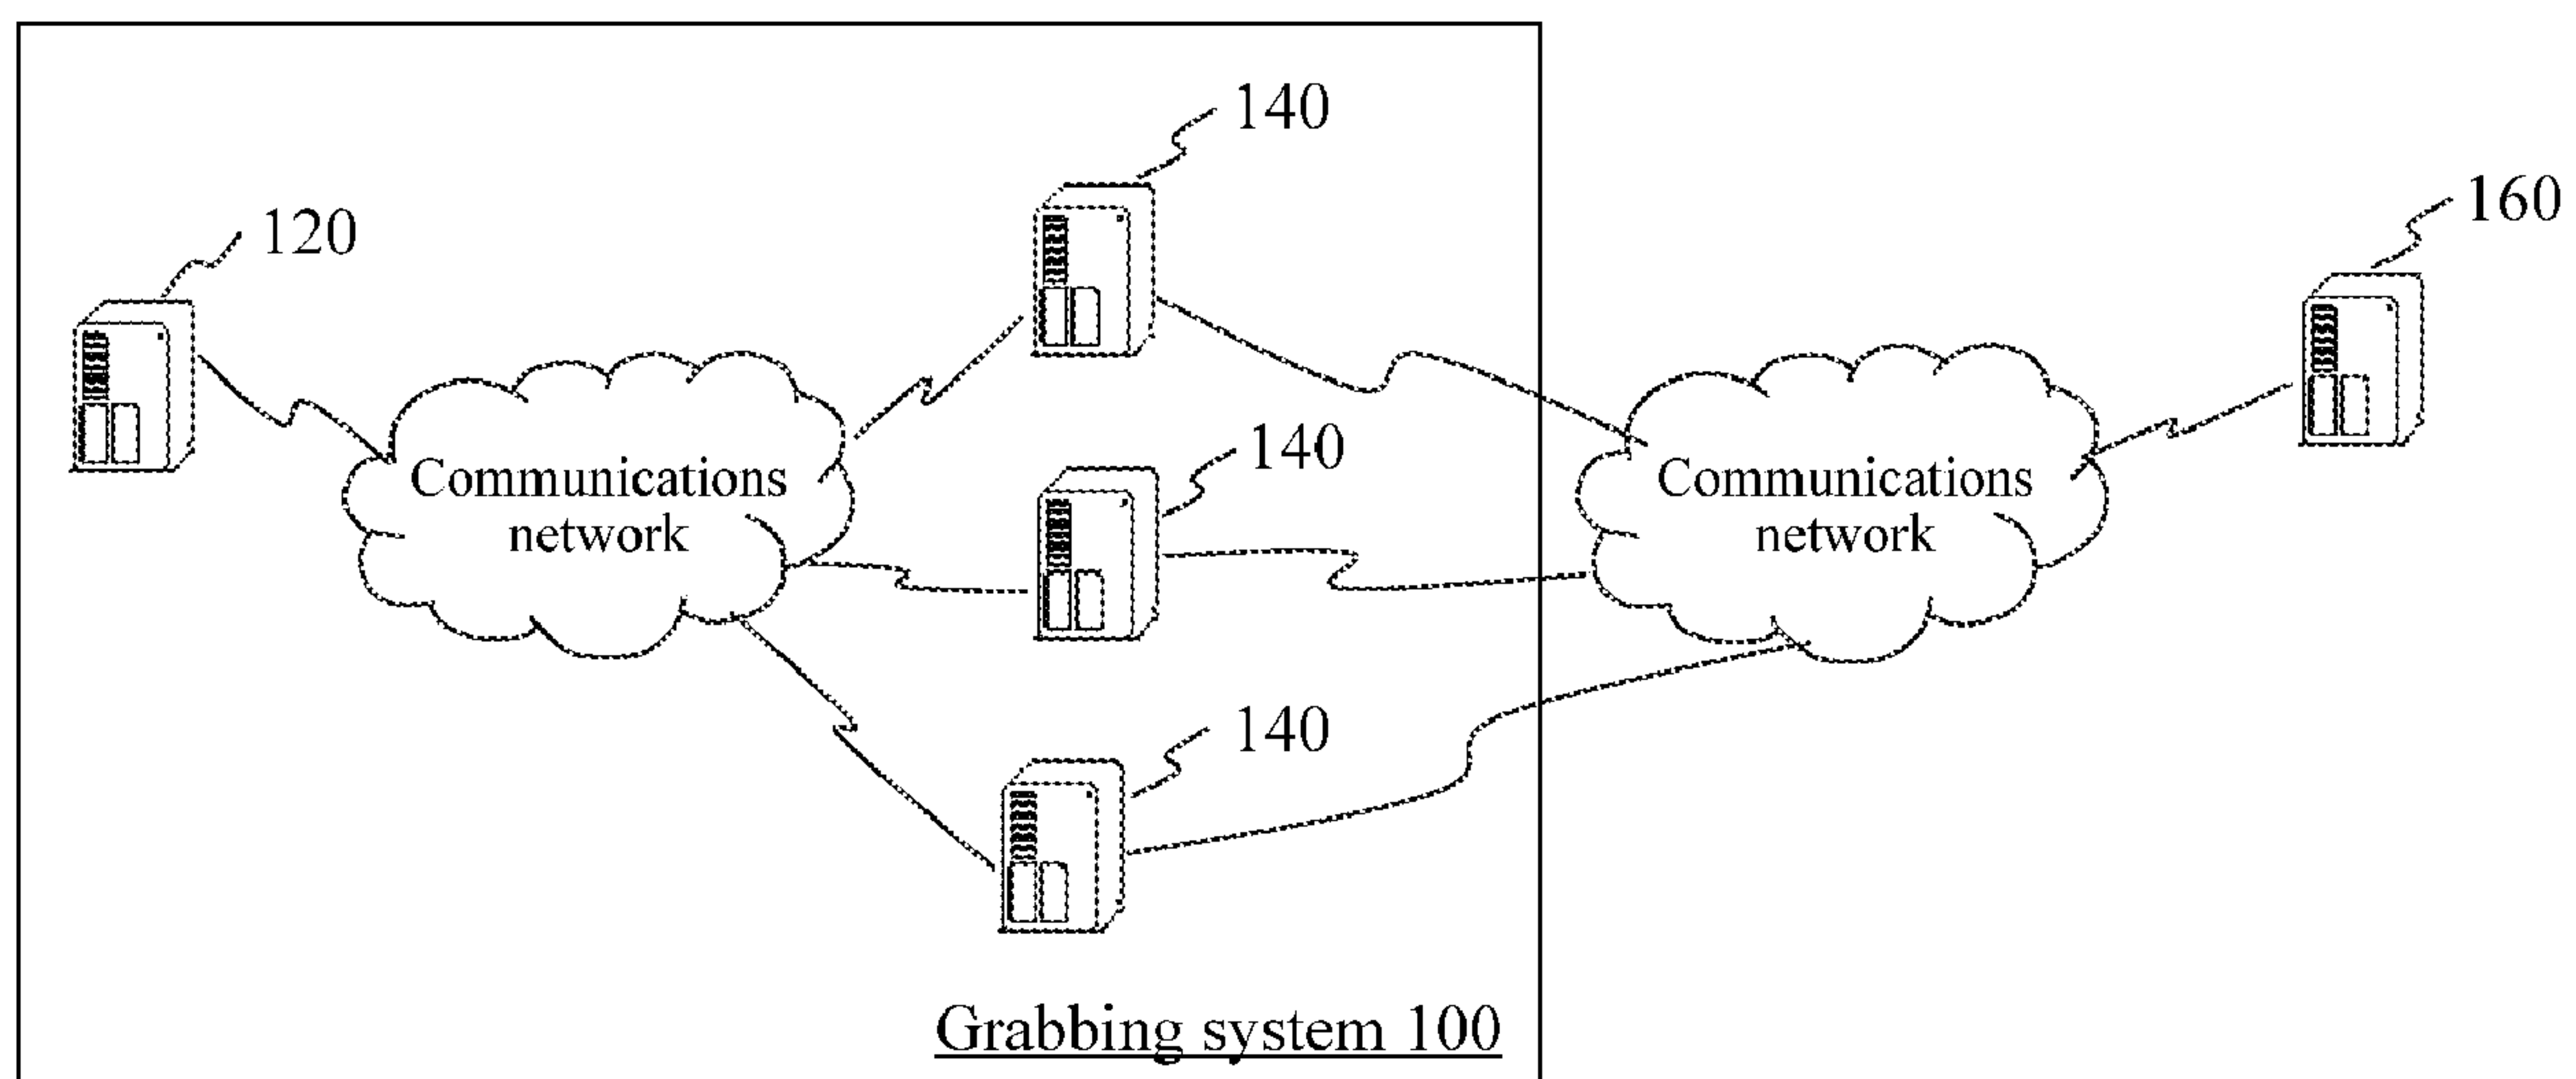 140
160
120
140
Communications
network
Communications
network
140
Grabbing system 100